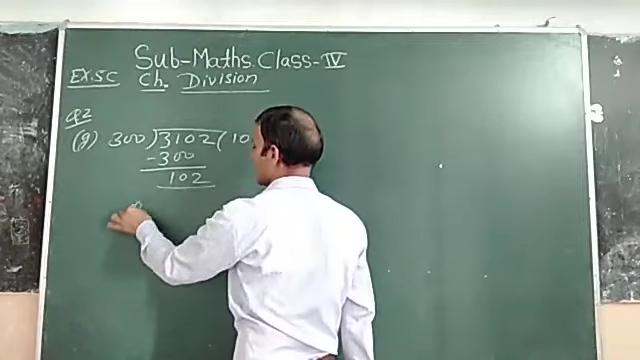 Sub-Maths Class-IV
EX.5C Ch. Division
Q2
(g) 300)3102(10
-300
102